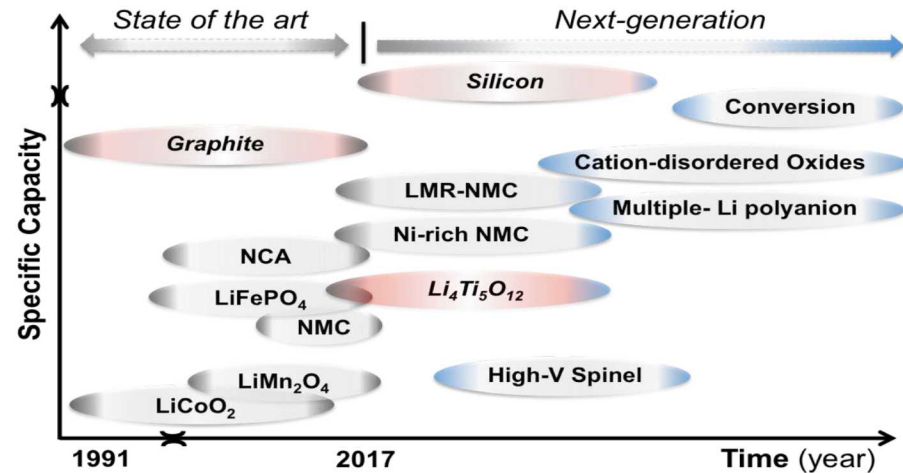 State of the art
Next-generation
Silicon
Conversion
Graphite
Cation-disordered Oxides
LMR-NMC
Multiple- Li polyanion
Ni-rich NMC
NCA
Li₄Ti₅O₁₂
LiFePO₄
NMC
High-V Spinel
LiMn₂O₄
LiCoO₂
Specific Capacity
1991
2017
Time (year)